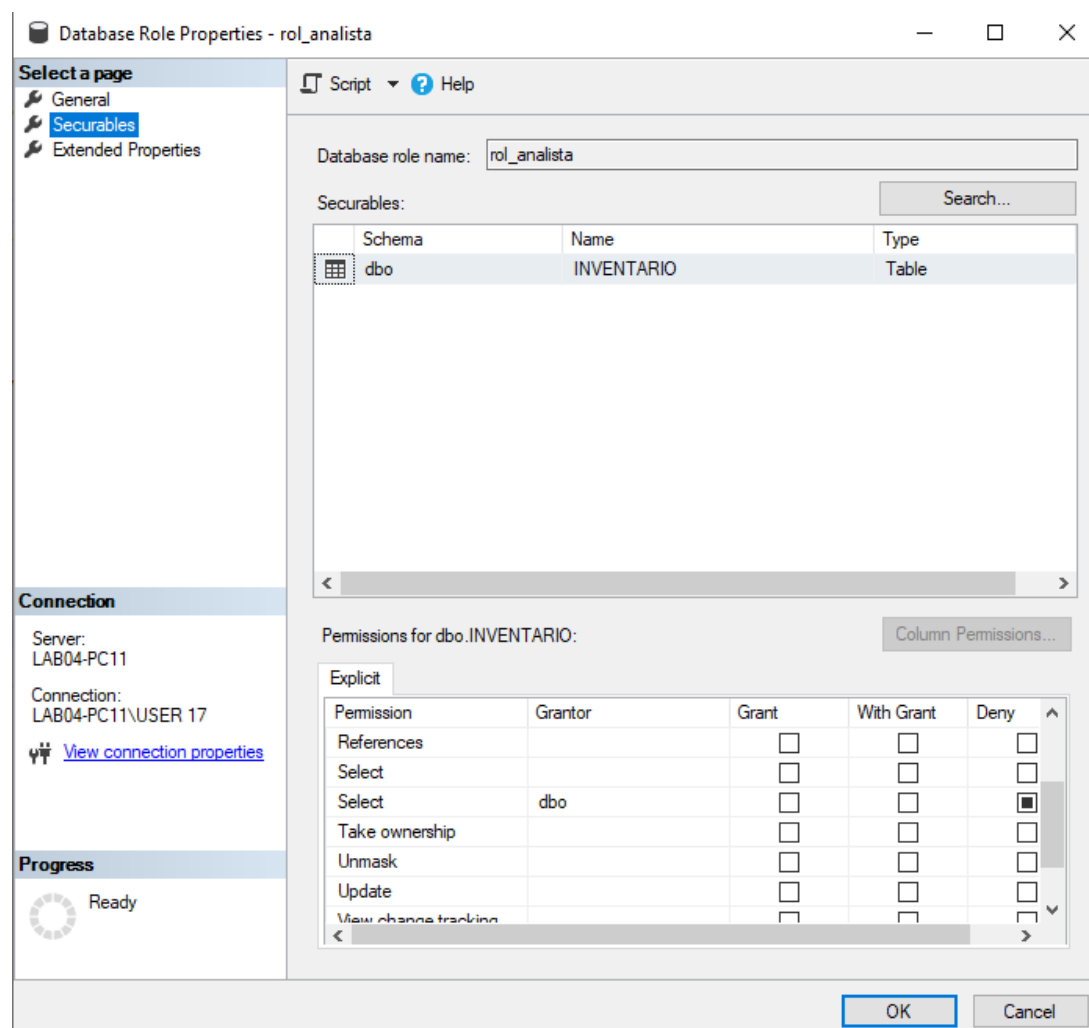 Database Role Properties - rol_analista
Select a page
General
Securables
Extended Properties
Script
Help
Database role name:
rol_analista
Securables:
Search...
Schema Name Type
dbo INVENTARIO Table
Connection
Server:
LAB04-PC11
Connection:
LAB04-PC11\USER 17
View connection properties
Progress
Ready
Permissions for dbo.INVENTARIO:
Column Permissions...
Explicit
Permission Grantor Grant With Grant Deny
References
Select
Select dbo
Take ownership
Unmask
Update
View change tracking
OK
Cancel